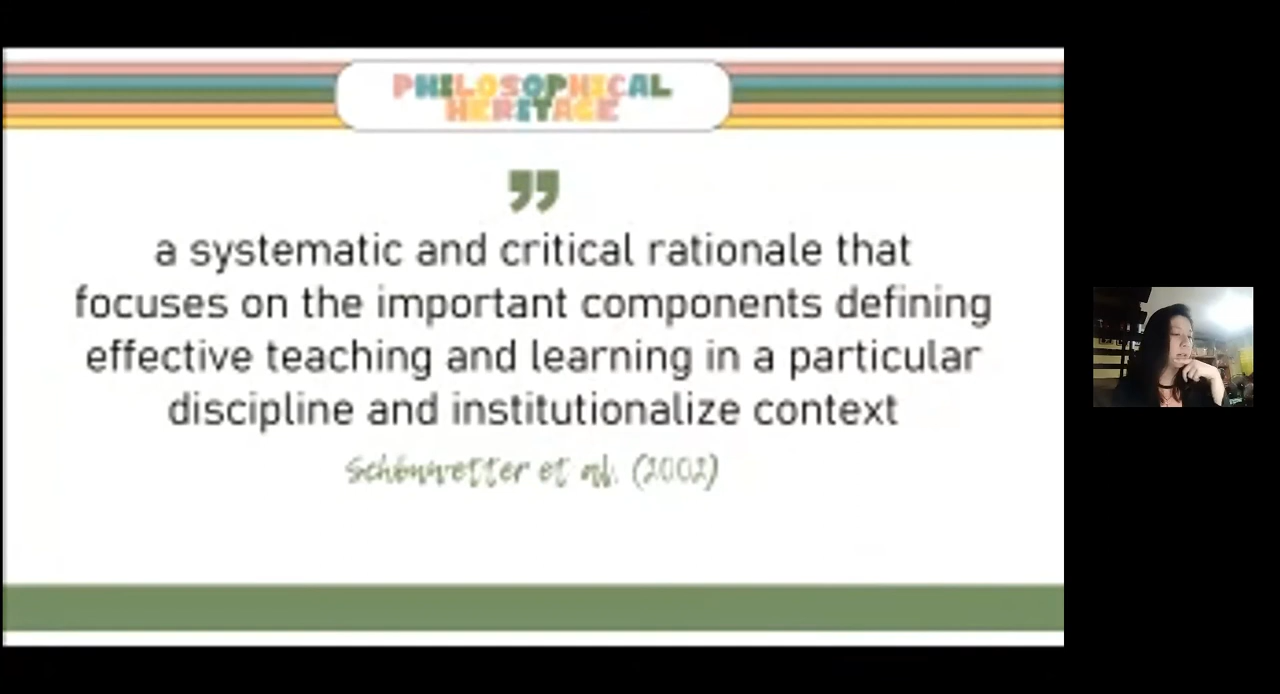 PHILOSOPHICAL
HERITAGE
”
a systematic and critical rationale that
focuses on the important components defining
effective teaching and learning in a particular
discipline and institutionalize context
Schönwetter et al. (2002)